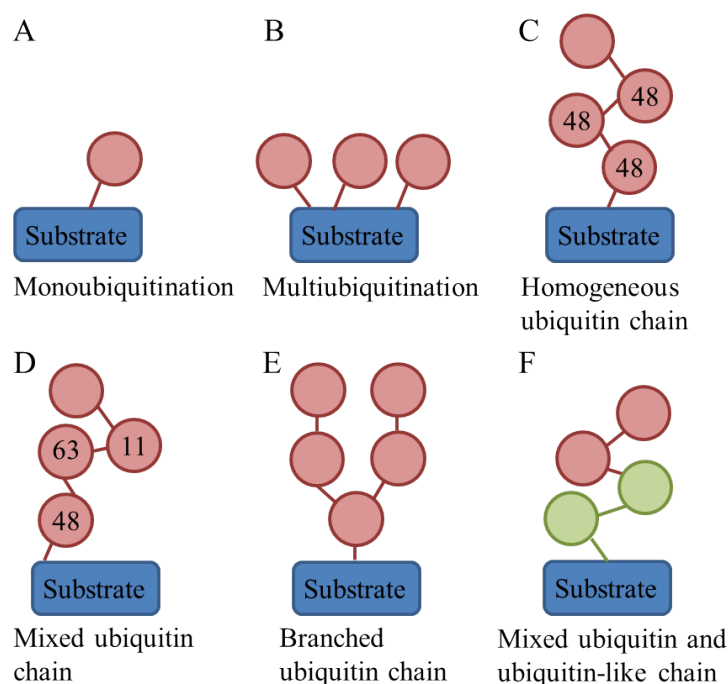 A
B
C
48
48
48
Substrate
Substrate
Substrate
Monoubiquitination
Multiubiquitination
Homogeneous
ubiquitin chain
D
E
F
63
11
48
Substrate
Substrate
Substrate
Mixed ubiquitin
chain
Branched
ubiquitin chain
Mixed ubiquitin and
ubiquitin-like chain